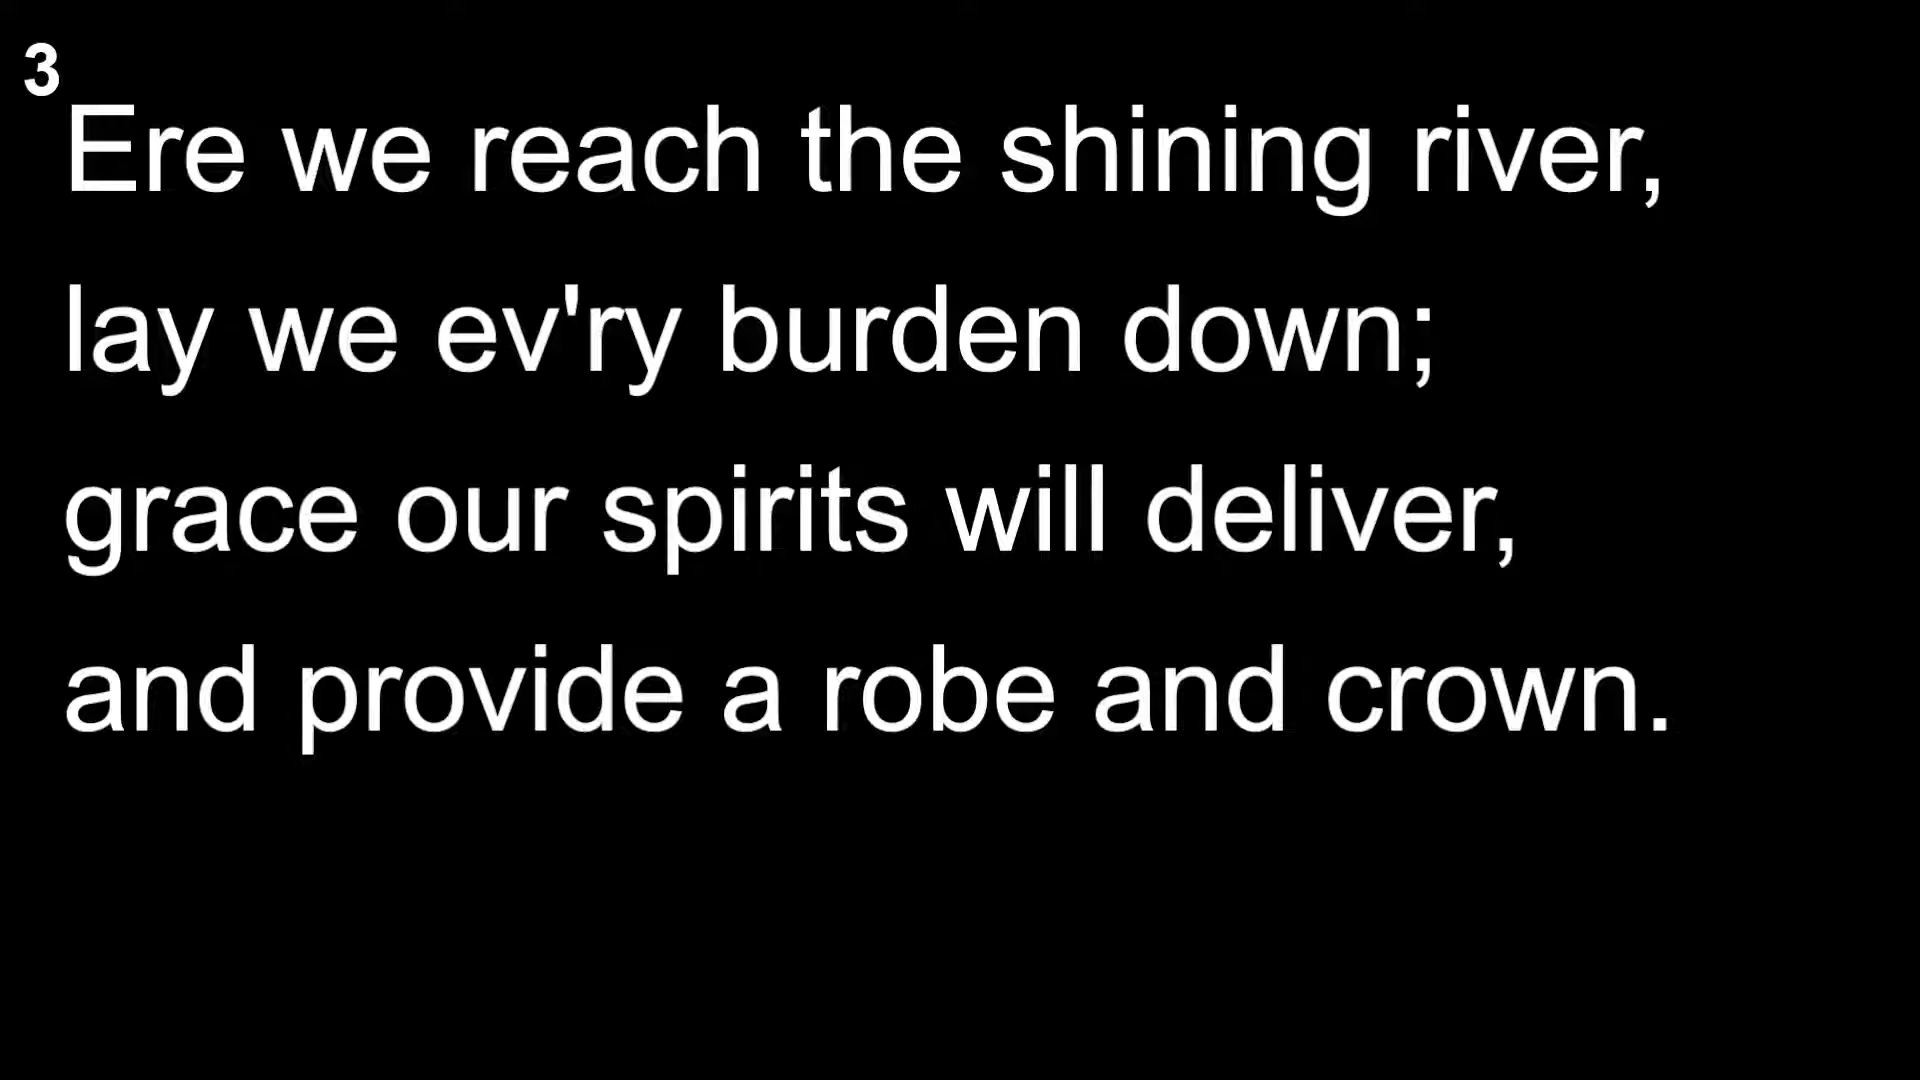 3
Ere we reach the shining river,
lay we ev'ry burden down;
grace our spirits will deliver,
and provide a robe and crown.